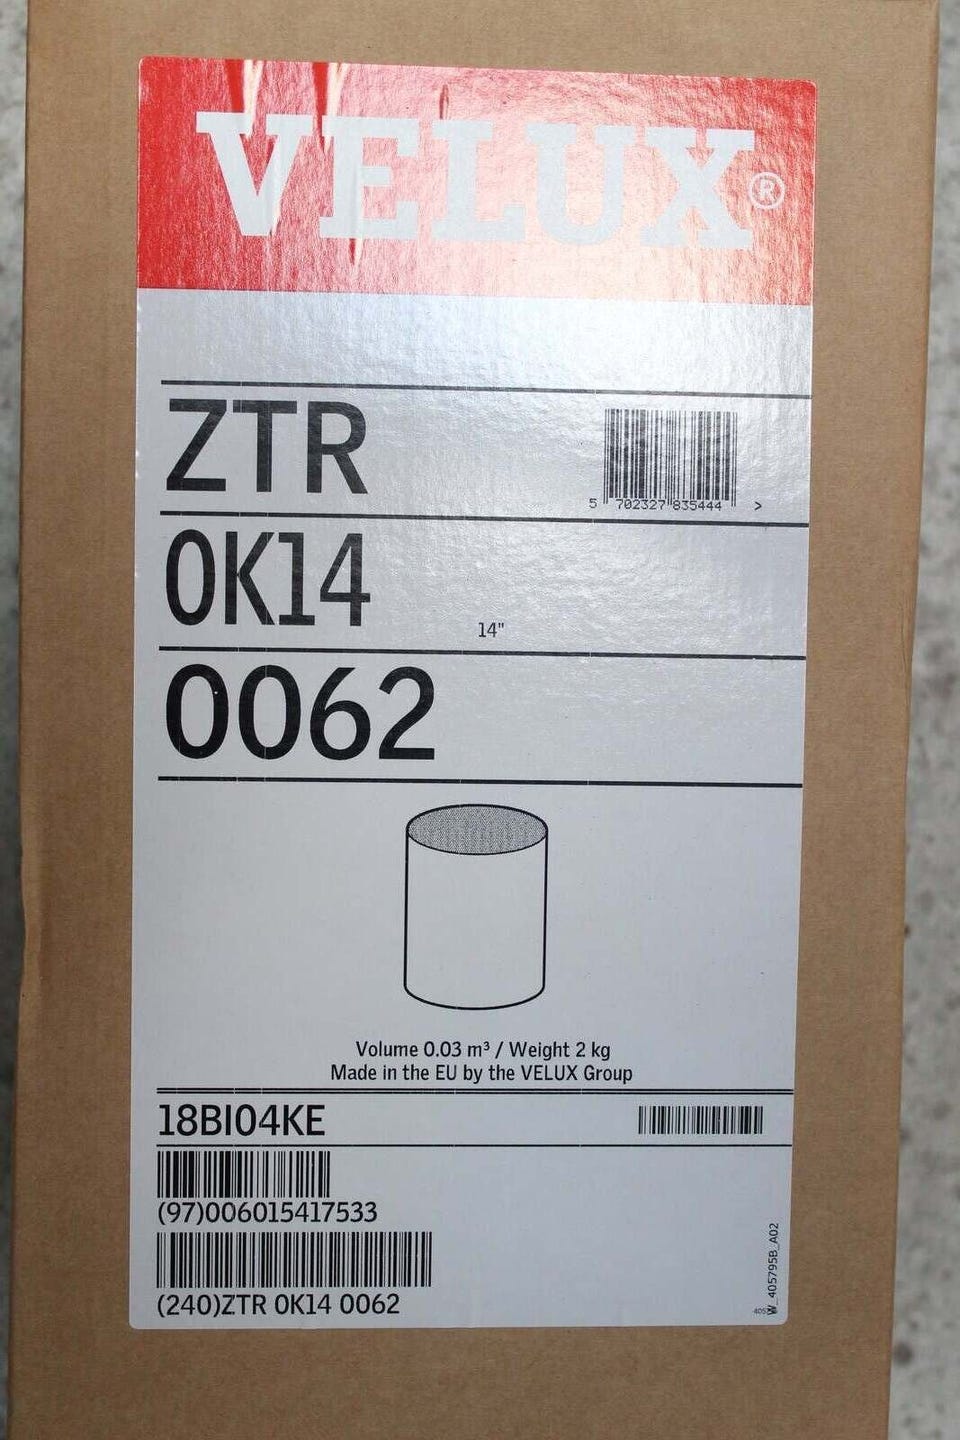 VELUX®
ZTR
5 702327 835444 >
0K14
14"
0062
Volume 0.03 m³ / Weight 2 kg
Made in the EU by the VELUX Group
18BI04KE
(97)006015417533
(240)ZTR 0K14 0062
W_405795B_A02